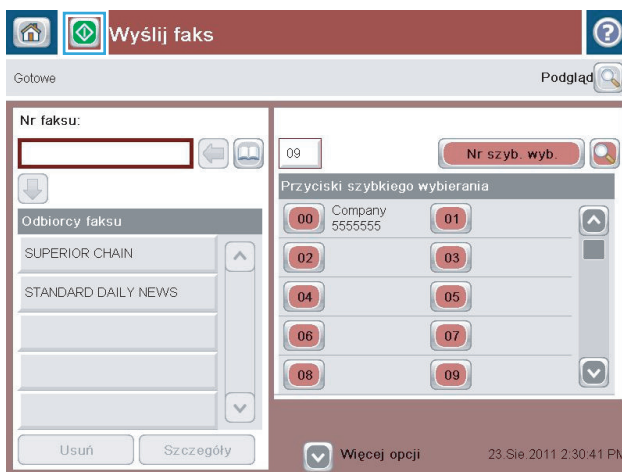 Wyślij faks
Gotowe
Podgląd
Nr faksu:
09
Nr szyb. wyb.
Przyciski szybkiego wybierania
Odbiorcy faksu
SUPERIOR CHAIN
STANDARD DAILY NEWS
00 Company 01
5555555
02 03
04 05
06 07
08 09
Usuń Szczegóły
Więcej opcji
23.Sie.2011 2:30:41 PM